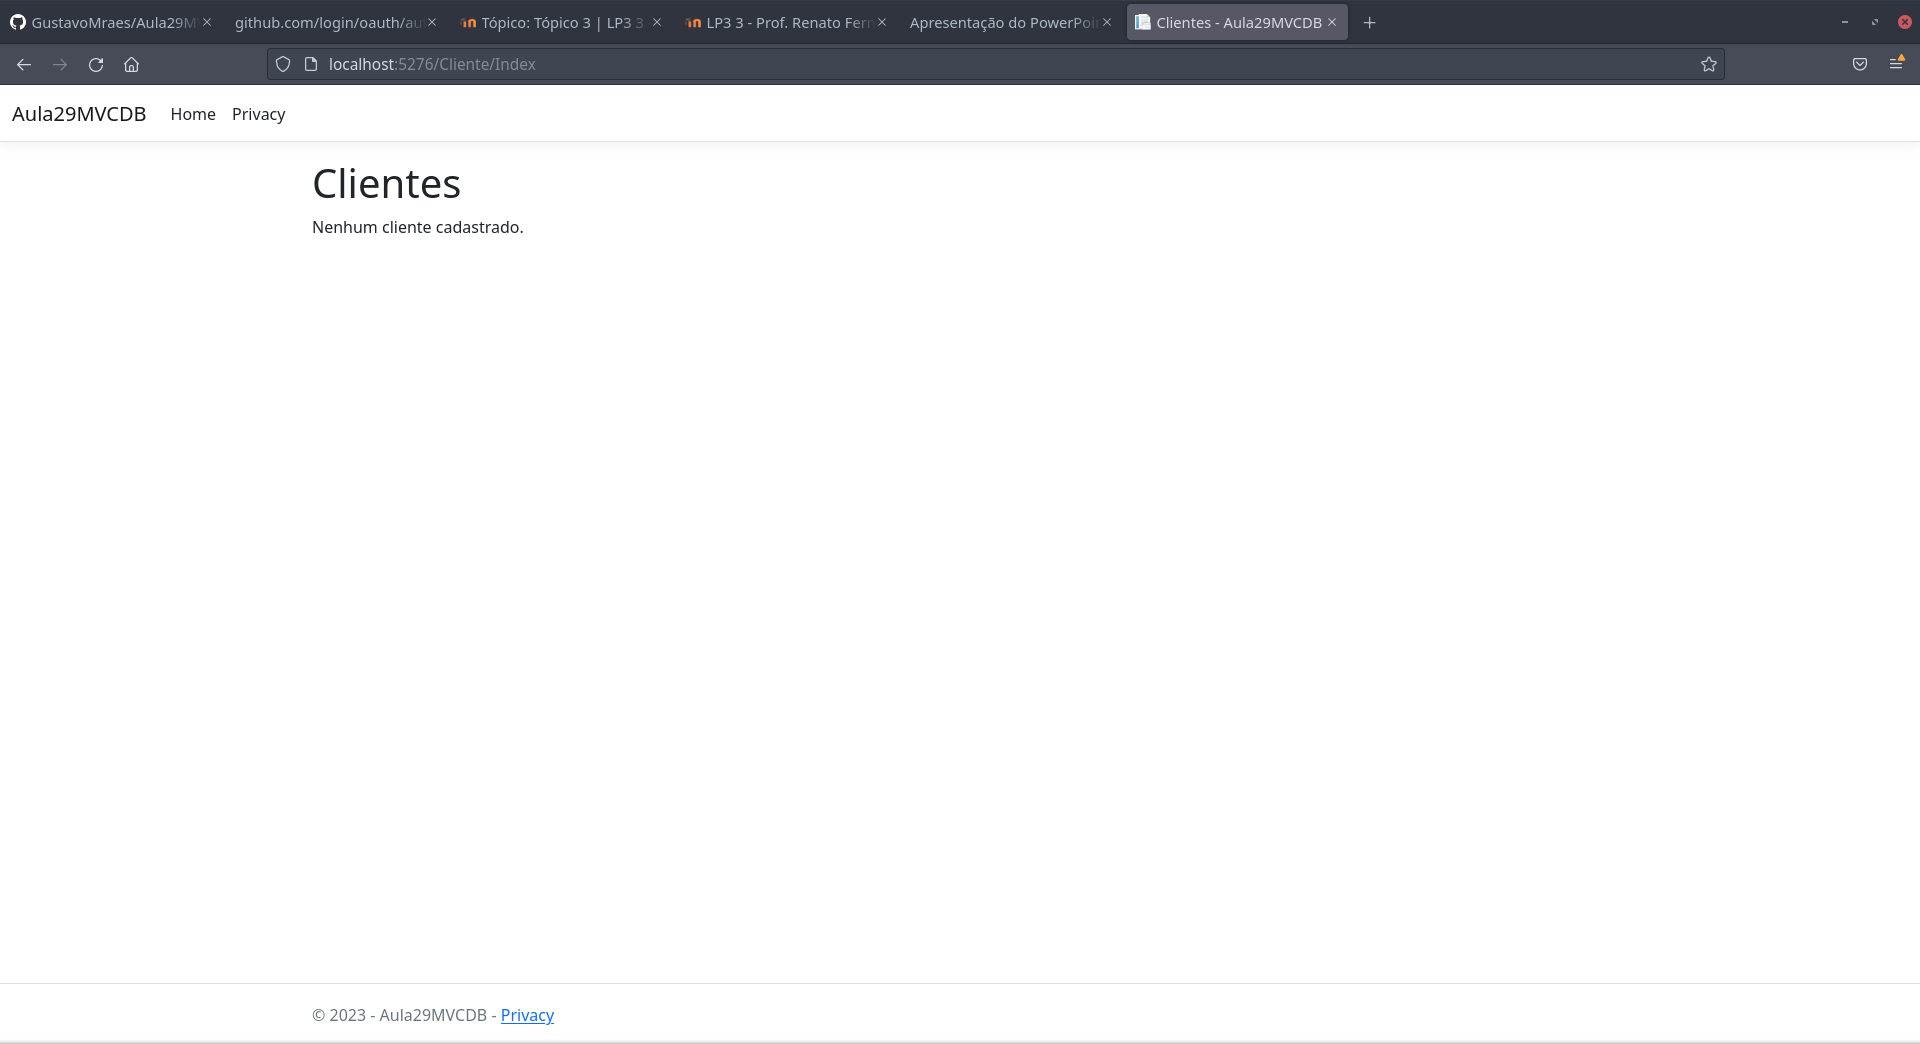 GustavoMraes/Aula29M
github.com/login/oauth/au
Tópico: Tópico 3 | LP3 3
LP3 3 - Prof. Renato Fern
Apresentação do PowerPoi
Clientes - Aula29MVCDB
localhost:5276/Cliente/Index
Aula29MVCDB Home Privacy
Clientes
Nenhum cliente cadastrado.
© 2023 - Aula29MVCDB - Privacy